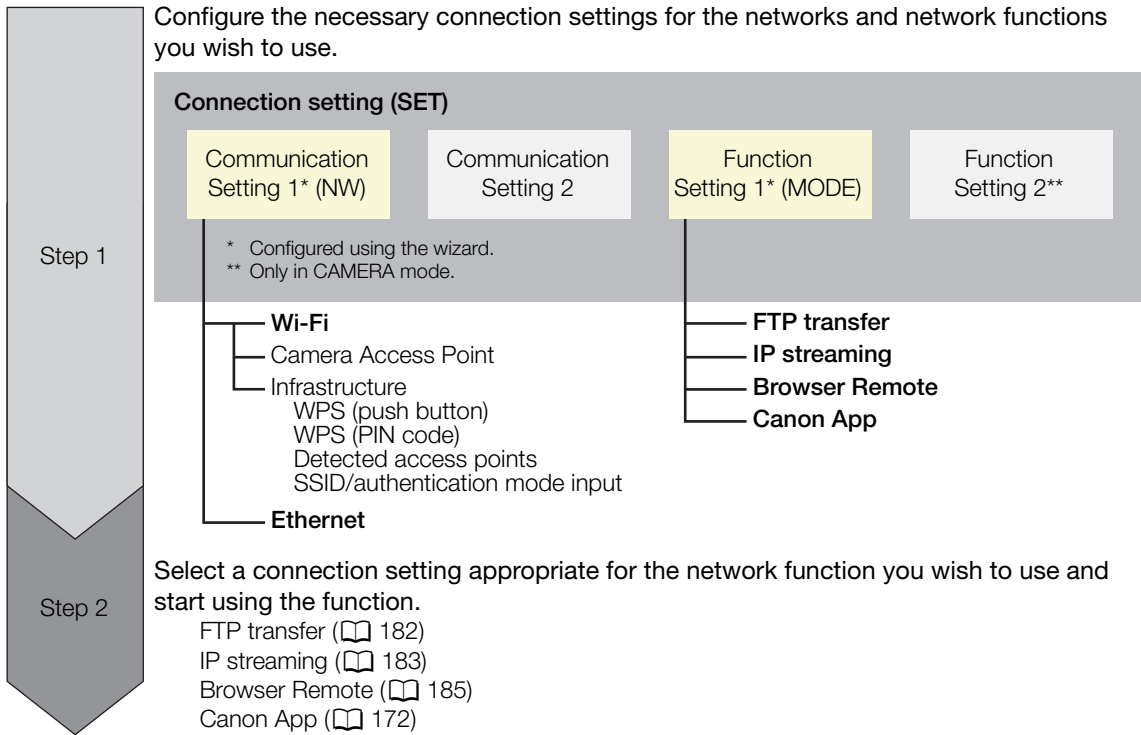 Configure the necessary connection settings for the networks and network functions
you wish to use.
Connection setting (SET)
Communication
Setting 1* (NW)
Communication
Setting 2
Function
Setting 1* (MODE)
Function
Setting 2**
* Configured using the wizard.
** Only in CAMERA mode.
Step 1
Wi-Fi
Camera Access Point
Infrastructure
WPS (push button)
WPS (PIN code)
Detected access points
SSID/authentication mode input
Ethernet
FTP transfer
IP streaming
Browser Remote
Canon App
Step 2
Select a connection setting appropriate for the network function you wish to use and
start using the function.
FTP transfer (182)
IP streaming (183)
Browser Remote (185)
Canon App (172)